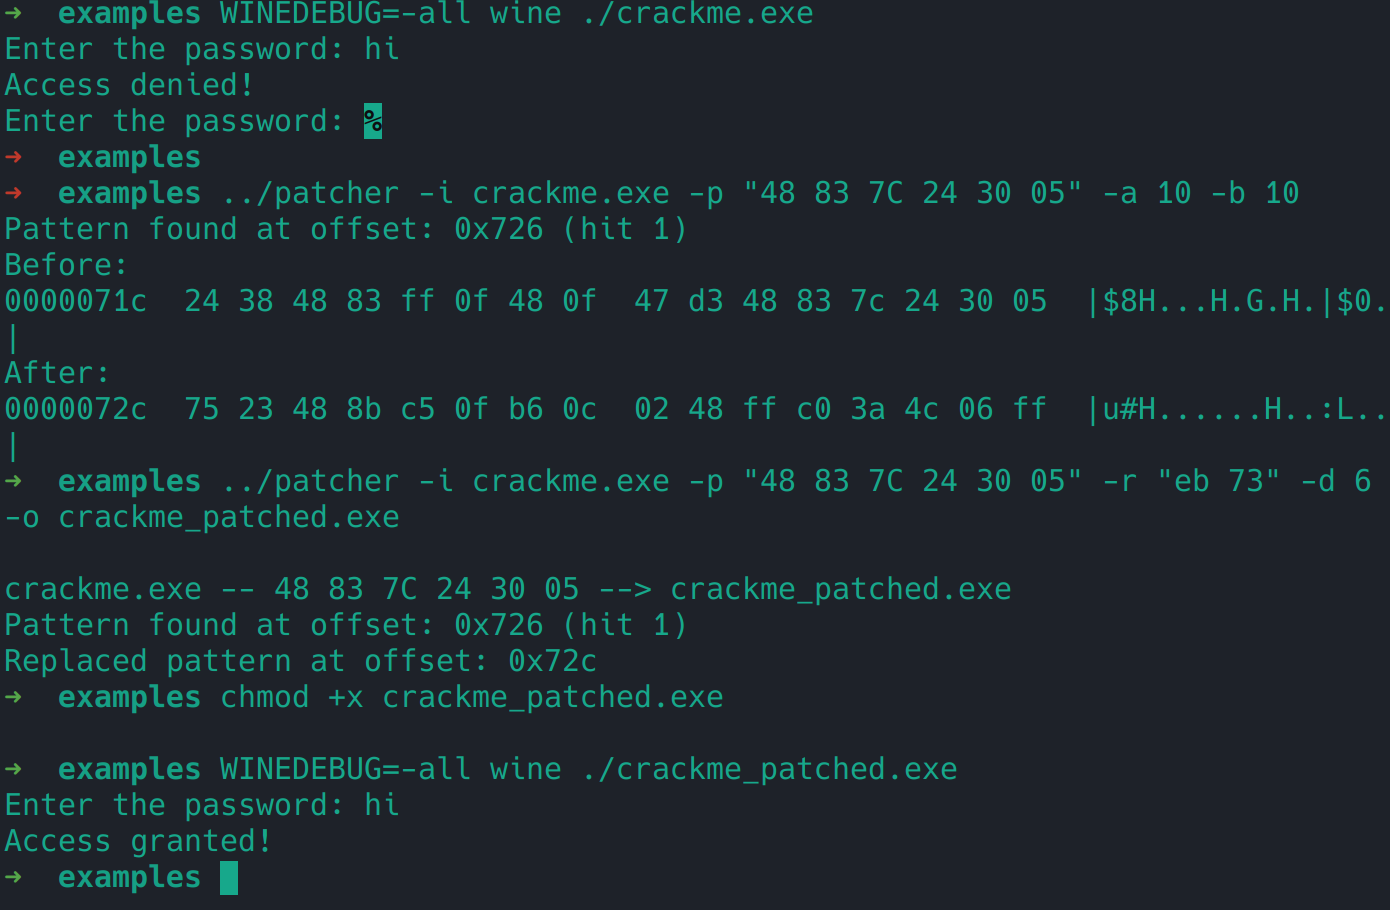 ➜  examples WINEDEBUG=-all wine ./crackme.exe
Enter the password: hi
Access denied!
Enter the password: %
➜  examples
➜  examples ../patcher -i crackme.exe -p "48 83 7C 24 30 05" -a 10 -b 10
Pattern found at offset: 0x726 (hit 1)
Before:
0000071c  24 38 48 83 ff 0f 48 0f  47 d3 48 83 7c 24 30 05  |$8H...H.G.H.|$0.
|
After:
0000072c  75 23 48 8b c5 0f b6 0c  02 48 ff c0 3a 4c 06 ff  |u#H......H..:L..
|
➜  examples ../patcher -i crackme.exe -p "48 83 7C 24 30 05" -r "eb 73" -d 6
-o crackme_patched.exe
crackme.exe -- 48 83 7C 24 30 05 --> crackme_patched.exe
Pattern found at offset: 0x726 (hit 1)
Replaced pattern at offset: 0x72c
➜  examples chmod +x crackme_patched.exe
➜  examples WINEDEBUG=-all wine ./crackme_patched.exe
Enter the password: hi
Access granted!
➜  examples